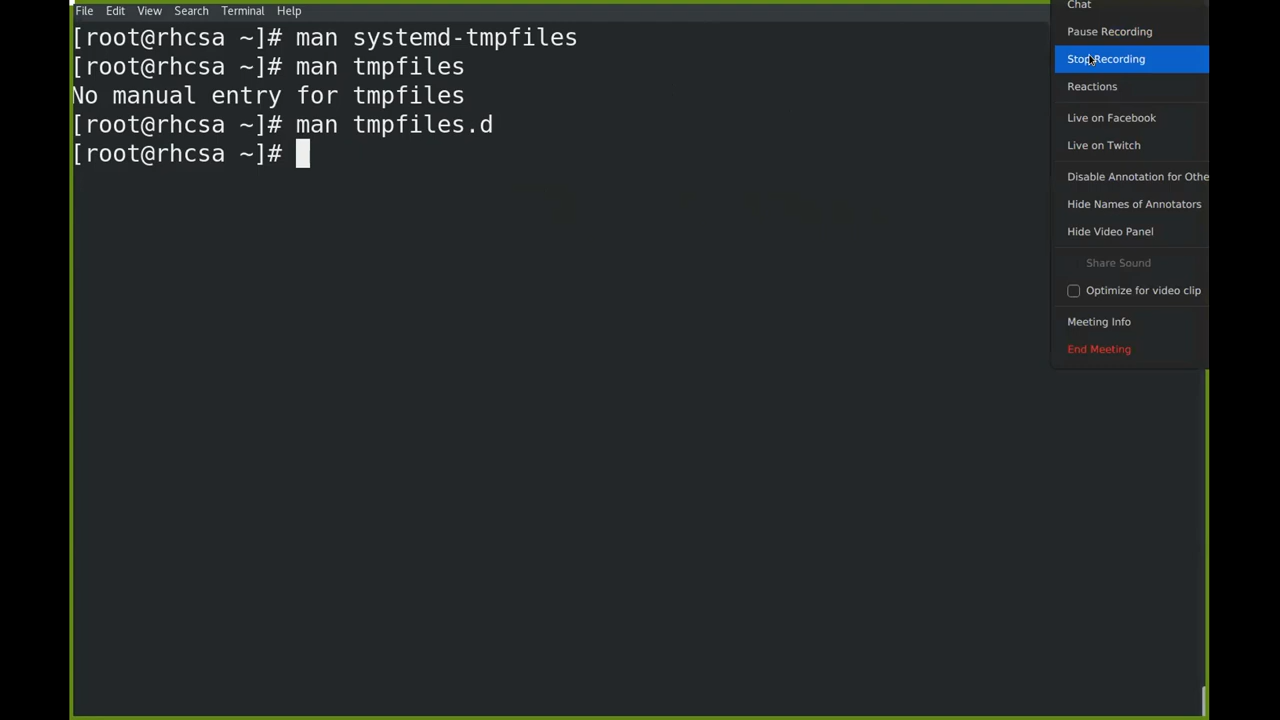 File Edit View Search Terminal Help
[root@rhcsa ~]# man systemd-tmpfiles
[root@rhcsa ~]# man tmpfiles
No manual entry for tmpfiles
[root@rhcsa ~]# man tmpfiles.d
[root@rhcsa ~]#
Chat
Pause Recording
Stop Recording
Reactions
Live on Facebook
Live on Twitch
Disable Annotation for Othe
Hide Names of Annotators
Hide Video Panel
Share Sound
Optimize for video clip
Meeting Info
End Meeting